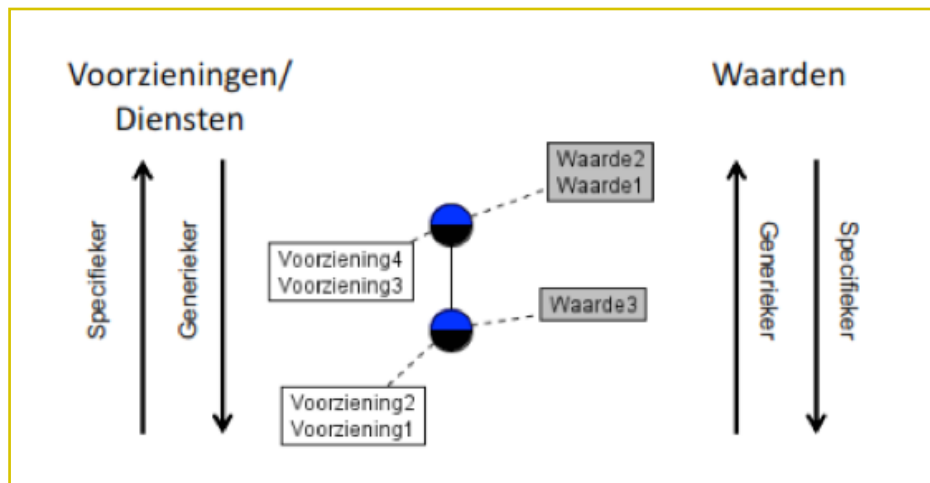 Voorzieningen/
Diensten
Waarden
Specifieker
Generieker
Waarde2
Waarde1
Voorziening4
Voorziening3
Waarde3
Voorziening2
Voorziening1
Generieker
Specifieker